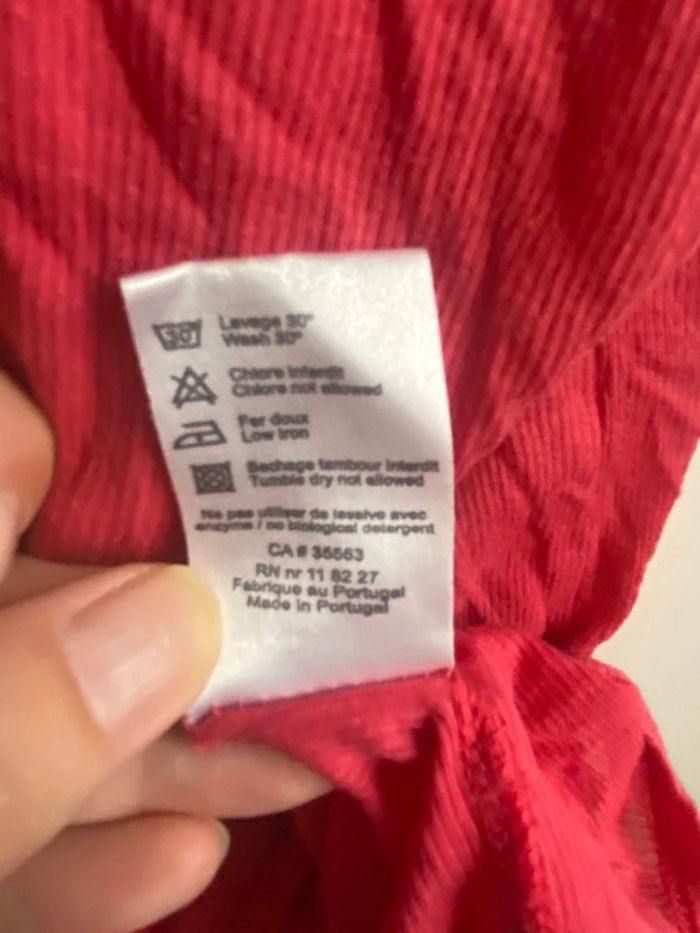 30°
Lavage 30°
Wash 30°
Chlore interdit
Chlore not allowed
Fer doux
Low iron
Sechage tambour interdit
Tumble dry not allowed
Ne pas utiliser de lessive avec
enzyme / no biological detergent
CA # 35563
RN nr 11 82 27
Fabrique au Portugal
Made in Portugal